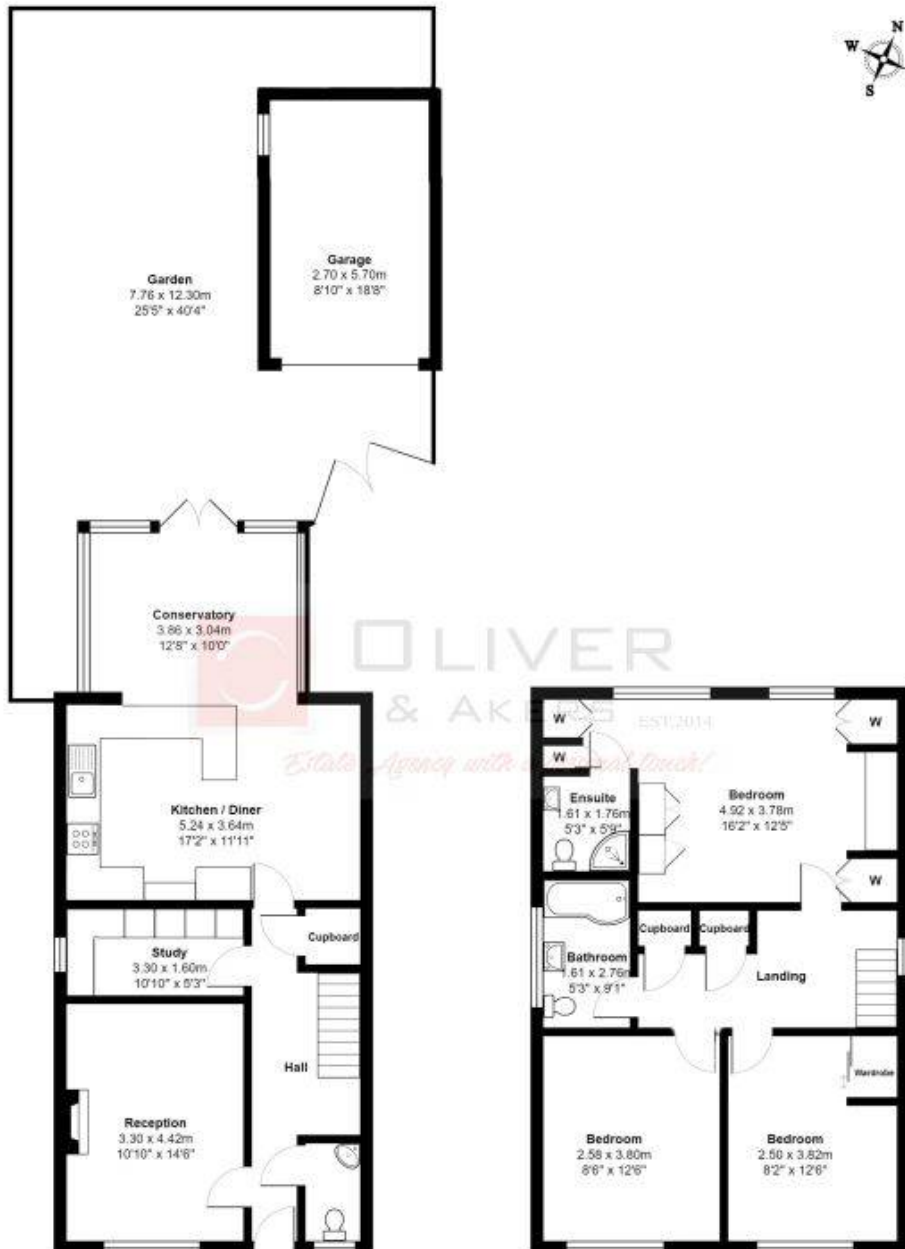 N
W
S
Garage
2.70 x 5.70m
8'10" x 18'8"
Garden
7.76 x 12.30m
25'5" x 40'4"
Conservatory
3.86 x 3.04m
12'8" x 10'0"
OLIVER
& AKERS
EST.2014
Estate Agency with a personal touch!
Kitchen / Diner
5.24 x 3.64m
17'2" x 11'11"
Study
3.30 x 1.60m
10'10" x 5'3"
Cupboard
Hall
Reception
3.30 x 4.42m
10'10" x 14'6"
W
W
W
Ensuite
1.61 x 1.76m
5'3" x 5'9"
Bedroom
4.92 x 3.78m
16'2" x 12'5"
W
Cupboard
Cupboard
Bathroom
1.61 x 2.76m
5'3" x 9'1"
Landing
Wardrobe
Bedroom
2.58 x 3.80m
8'6" x 12'6"
Bedroom
2.50 x 3.82m
8'2" x 12'6"